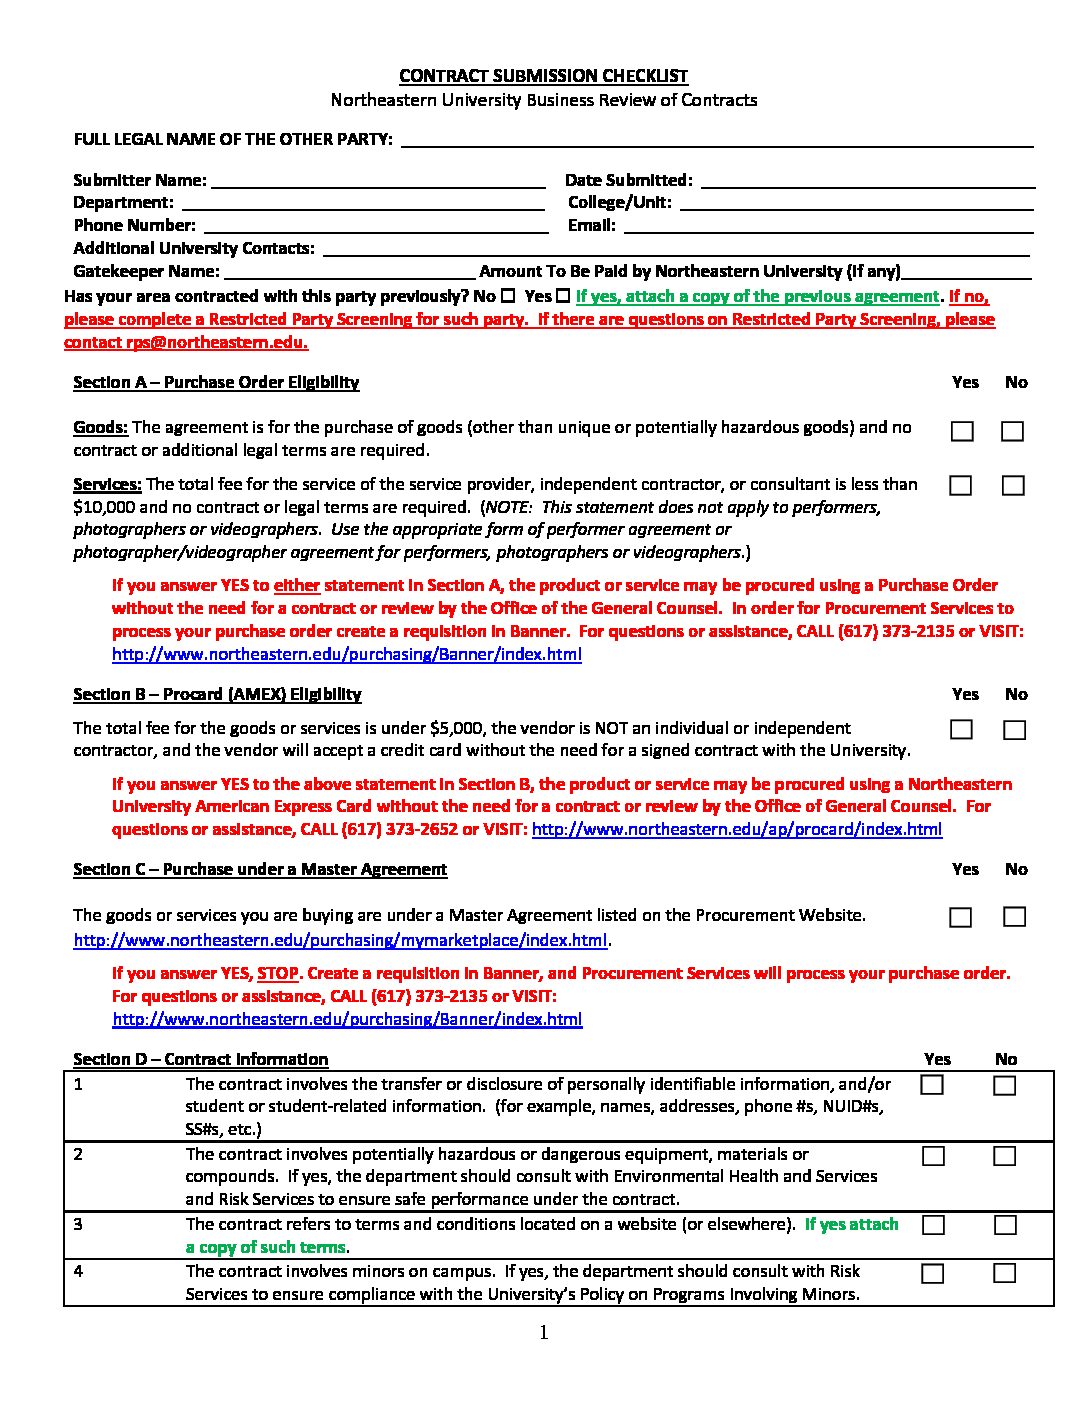 CONTRACT SUBMISSION CHECKLIST
Northeastern University Business Review of Contracts
FULL LEGAL NAME OF THE OTHER PARTY:
Submitter Name: Date Submitted:
Department: College/Unit:
Phone Number: Email:
Additional University Contacts:
Gatekeeper Name: Amount To Be Paid by Northeastern University (if any)
Has your area contracted with this party previously? No ☐ Yes ☐ If yes, attach a copy of the previous agreement. If no,
please complete a Restricted Party Screening for such party. If there are questions on Restricted Party Screening, please
contact rps@northeastern.edu.
Section A – Purchase Order Eligibility Yes No
Goods: The agreement is for the purchase of goods (other than unique or potentially hazardous goods) and no ☐ ☐
contract or additional legal terms are required.
Services: The total fee for the service of the service provider, independent contractor, or consultant is less than ☐ ☐
$10,000 and no contract or legal terms are required. (NOTE: This statement does not apply to performers,
photographers or videographers. Use the appropriate form of performer agreement or
photographer/videographer agreement for performers, photographers or videographers.)
If you answer YES to either statement in Section A, the product or service may be procured using a Purchase Order
without the need for a contract or review by the Office of the General Counsel. In order for Procurement Services to
process your purchase order create a requisition in Banner. For questions or assistance, CALL (617) 373-2135 or VISIT:
http://www.northeastern.edu/purchasing/Banner/index.html
Section B – Procard (AMEX) Eligibility Yes No
The total fee for the goods or services is under $5,000, the vendor is NOT an individual or independent ☐ ☐
contractor, and the vendor will accept a credit card without the need for a signed contract with the University.
If you answer YES to the above statement in Section B, the product or service may be procured using a Northeastern
University American Express Card without the need for a contract or review by the Office of General Counsel. For
questions or assistance, CALL (617) 373-2652 or VISIT: http://www.northeastern.edu/ap/procard/index.html
Section C – Purchase under a Master Agreement Yes No
The goods or services you are buying are under a Master Agreement listed on the Procurement Website. ☐ ☐
http://www.northeastern.edu/purchasing/mymarketplace/index.html.
If you answer YES, STOP. Create a requisition in Banner, and Procurement Services will process your purchase order.
For questions or assistance, CALL (617) 373-2135 or VISIT:
http://www.northeastern.edu/purchasing/Banner/index.html
Section D – Contract Information Yes No
1 The contract involves the transfer or disclosure of personally identifiable information, and/or ☐ ☐
student or student-related information. (for example, names, addresses, phone #s, NUID#s,
SS#s, etc.)
2 The contract involves potentially hazardous or dangerous equipment, materials or ☐ ☐
compounds. If yes, the department should consult with Environmental Health and Services
and Risk Services to ensure safe performance under the contract.
3 The contract refers to terms and conditions located on a website (or elsewhere). If yes attach ☐ ☐
a copy of such terms.
4 The contract involves minors on campus. If yes, the department should consult with Risk ☐ ☐
Services to ensure compliance with the University's Policy on Programs Involving Minors.
1